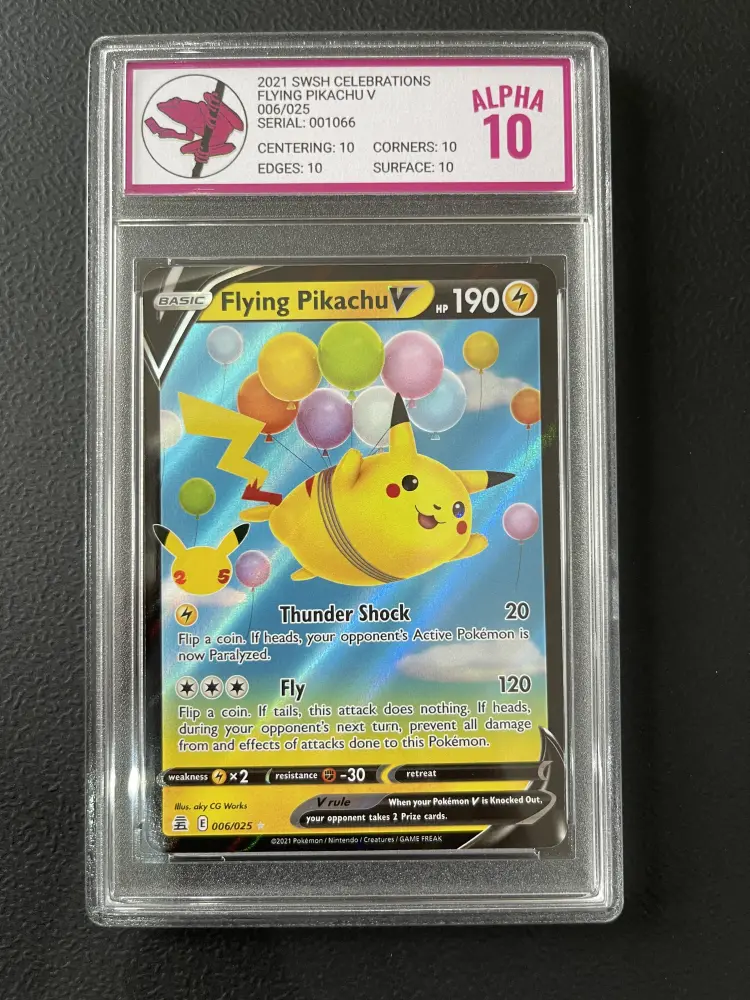 2021 SWSH CELEBRATIONS
FLYING PIKACHU V
006/025
SERIAL: 001066
CENTERING: 10 CORNERS: 10
EDGES: 10 SURFACE: 10
ALPHA
10
BASIC Flying Pikachu V HP 190
25
Thunder Shock 20
Flip a coin. If heads, your opponent's Active Pokémon is
now Paralyzed.
Fly 120
Flip a coin. If tails, this attack does nothing. If heads,
during your opponent's next turn, prevent all damage
from and effects of attacks done to this Pokémon.
weakness ×2 resistance -30 retreat
Illus. aky CG Works
V rule When your Pokémon V is Knocked Out,
your opponent takes 2 Prize cards.
E 006/025
©2021 Pokémon / Nintendo / Creatures / GAME FREAK